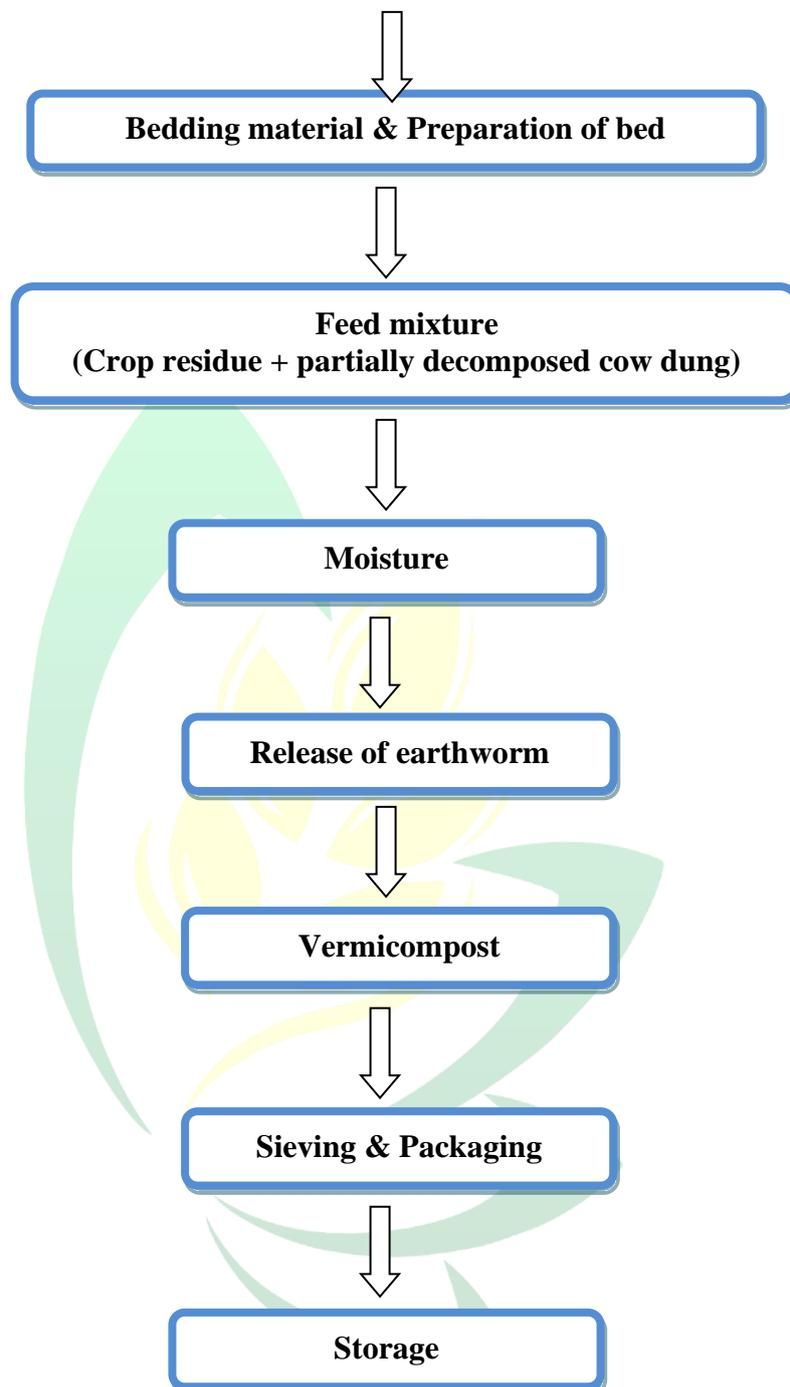 Bedding material & Preparation of bed
Feed mixture
(Crop residue + partially decomposed cow dung)
Moisture
Release of earthworm
Vermicompost
Sieving & Packaging
Storage